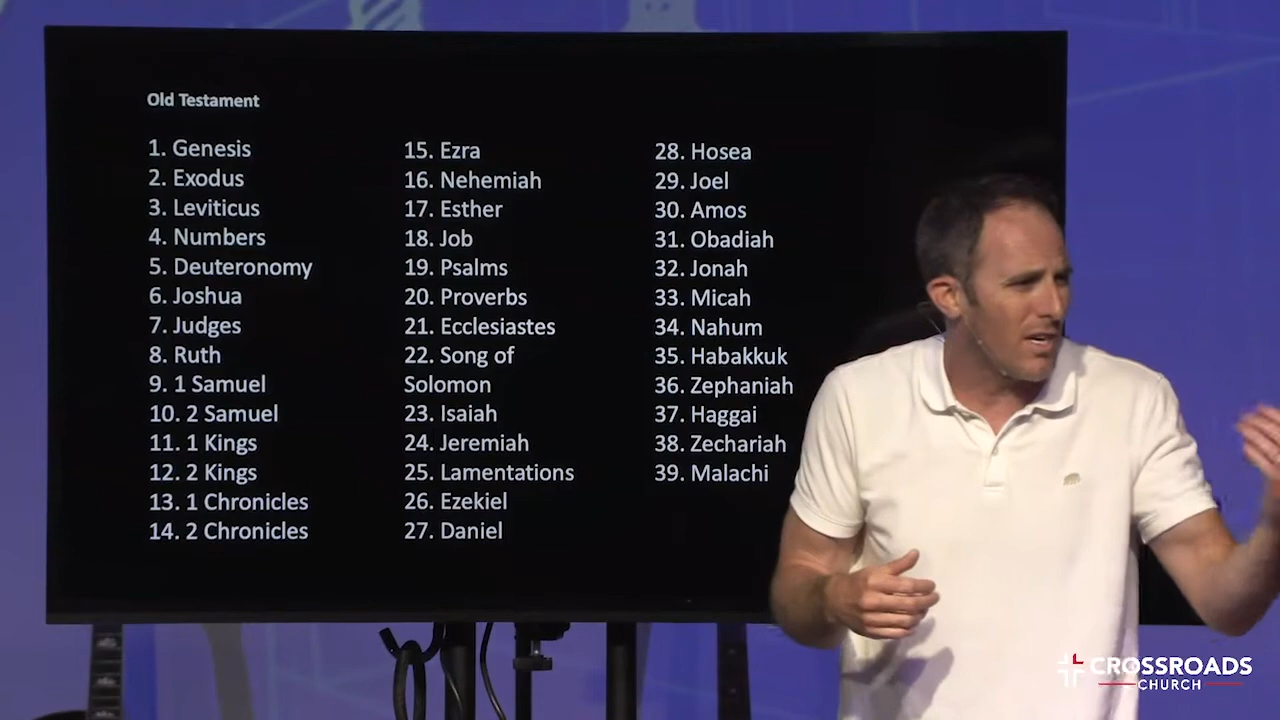 Old Testament
1. Genesis
2. Exodus
3. Leviticus
4. Numbers
5. Deuteronomy
6. Joshua
7. Judges
8. Ruth
9. 1 Samuel
10. 2 Samuel
11. 1 Kings
12. 2 Kings
13. 1 Chronicles
14. 2 Chronicles
15. Ezra
16. Nehemiah
17. Esther
18. Job
19. Psalms
20. Proverbs
21. Ecclesiastes
22. Song of
Solomon
23. Isaiah
24. Jeremiah
25. Lamentations
26. Ezekiel
27. Daniel
28. Hosea
29. Joel
30. Amos
31. Obadiah
32. Jonah
33. Micah
34. Nahum
35. Habakkuk
36. Zephaniah
37. Haggai
38. Zechariah
39. Malachi
CROSSROADS
CHURCH